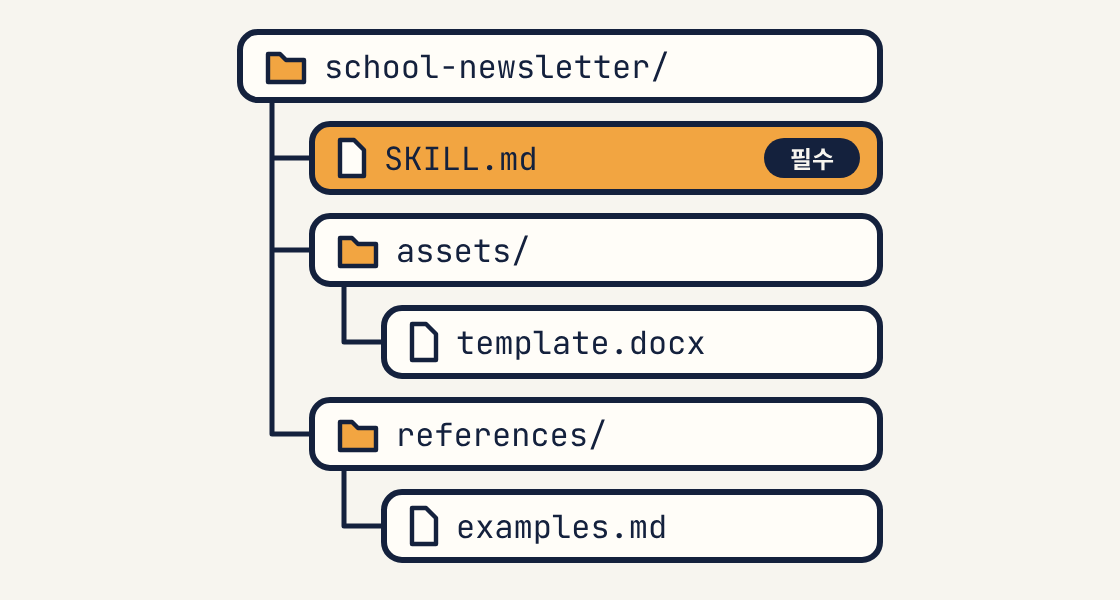 school-newsletter/
SKILL.md 필수
assets/
template.docx
references/
examples.md